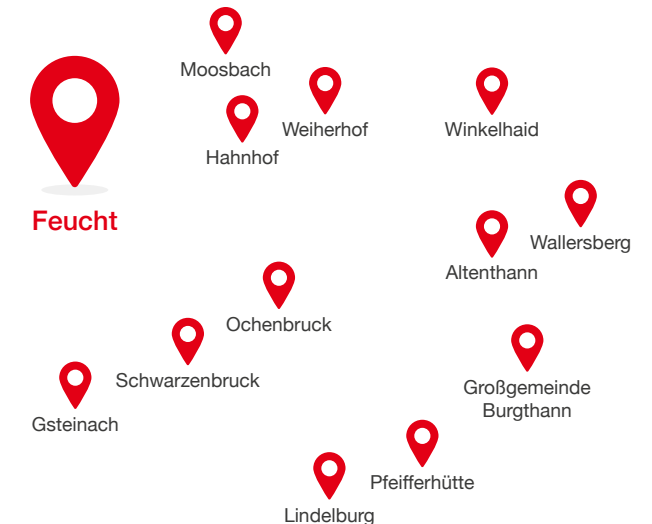 Moosbach
Weiherhof
Winkelhaid
Hahnhof
Feucht
Wallersberg
Altenthann
Ochenbruck
Schwarzenbruck
Großgemeinde
Burgthann
Gsteinach
Pfeifferhütte
Lindelburg